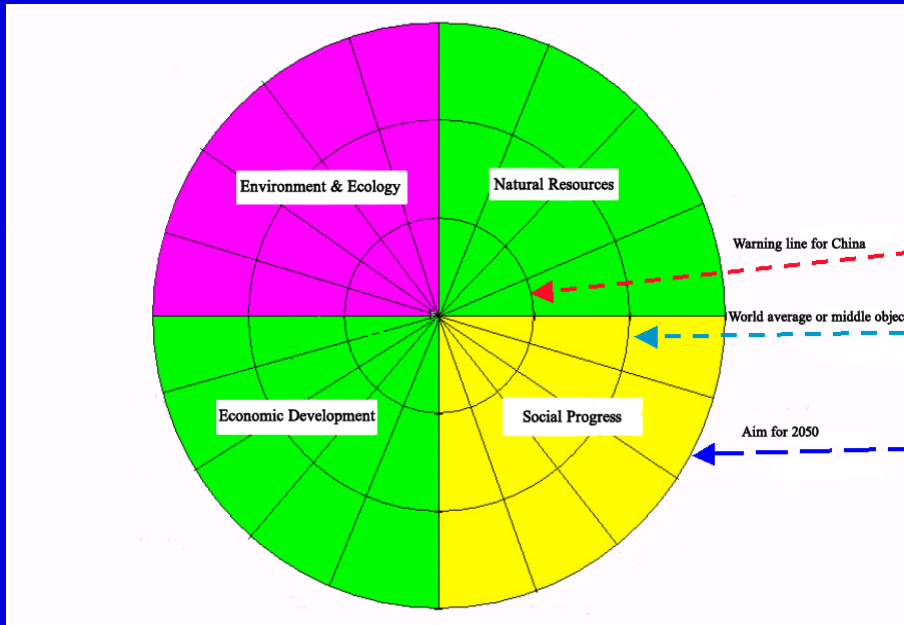 Environment & Ecology
Natural Resources
Warning line for China
World average or middle objec
Economic Development
Social Progress
Aim for 2050